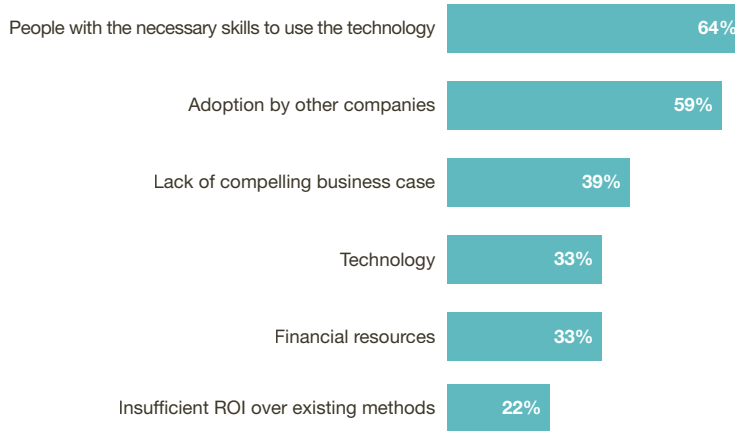 People with the necessary skills to use the technology 64%
Adoption by other companies 59%
Lack of compelling business case 39%
Technology 33%
Financial resources 33%
Insufficient ROI over existing methods 22%